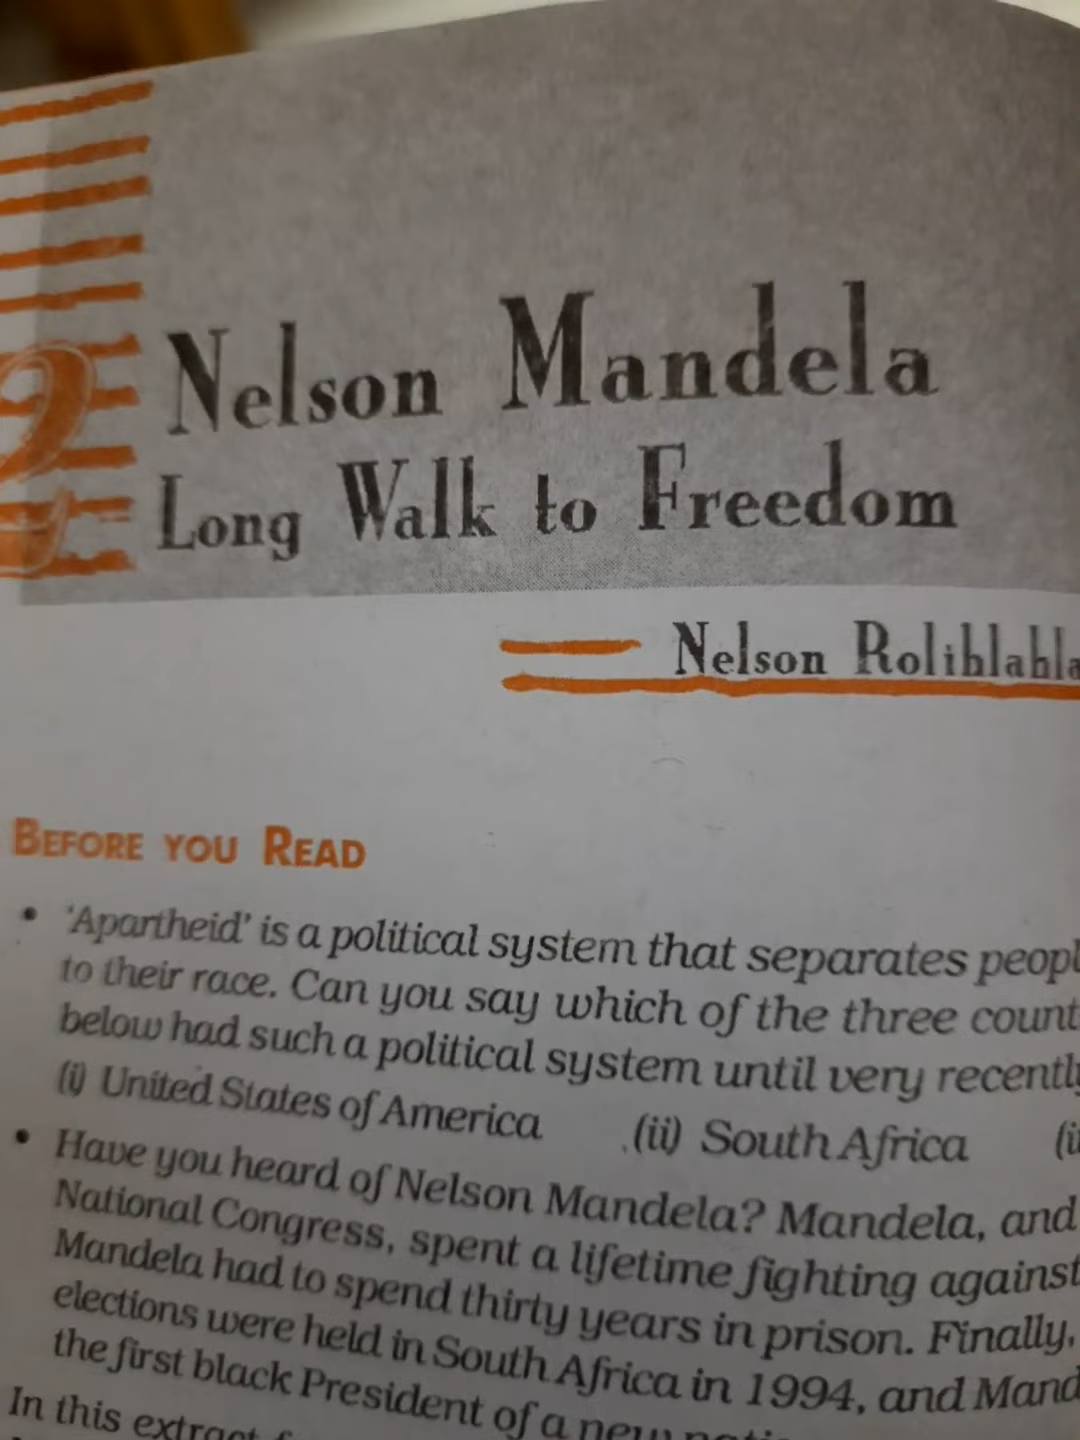 2
Nelson Mandela
Long Walk to Freedom
Nelson Rolihlahla
BEFORE YOU READ
• 'Apartheid' is a political system that separates peopl
to their race. Can you say which of the three count
below had such a political system until very recently
(i) United States of America (ii) South Africa (ii
• Have you heard of Nelson Mandela? Mandela, and
National Congress, spent a lifetime fighting against
Mandela had to spend thirty years in prison. Finally,
elections were held in South Africa in 1994, and Mand
the first black President of a new
In this extract